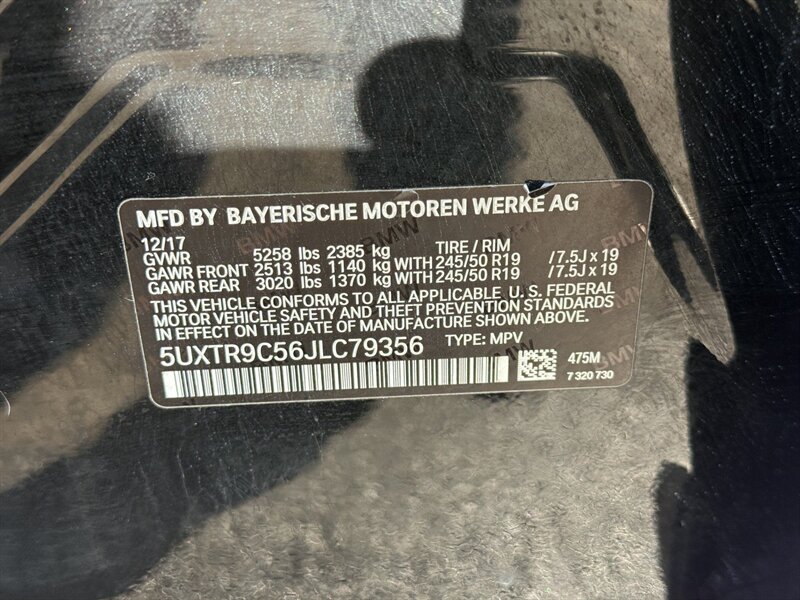 MFD BY BAYERISCHE MOTOREN WERKE AG
12/17 TIRE / RIM
GVWR 5258 lbs 2385 kg
GAWR FRONT 2513 lbs 1140 kg WITH 245/50 R19 / 7.5J x 19
GAWR REAR 3020 lbs 1370 kg WITH 245/50 R19 / 7.5J x 19
THIS VEHICLE CONFORMS TO ALL APPLICABLE U.S. FEDERAL
MOTOR VEHICLE SAFETY AND THEFT PREVENTION STANDARDS
IN EFFECT ON THE DATE OF MANUFACTURE SHOWN ABOVE.
5UXTR9C56JLC79356 TYPE: MPV
475M
7 320 730
BMW
BMW
BMW